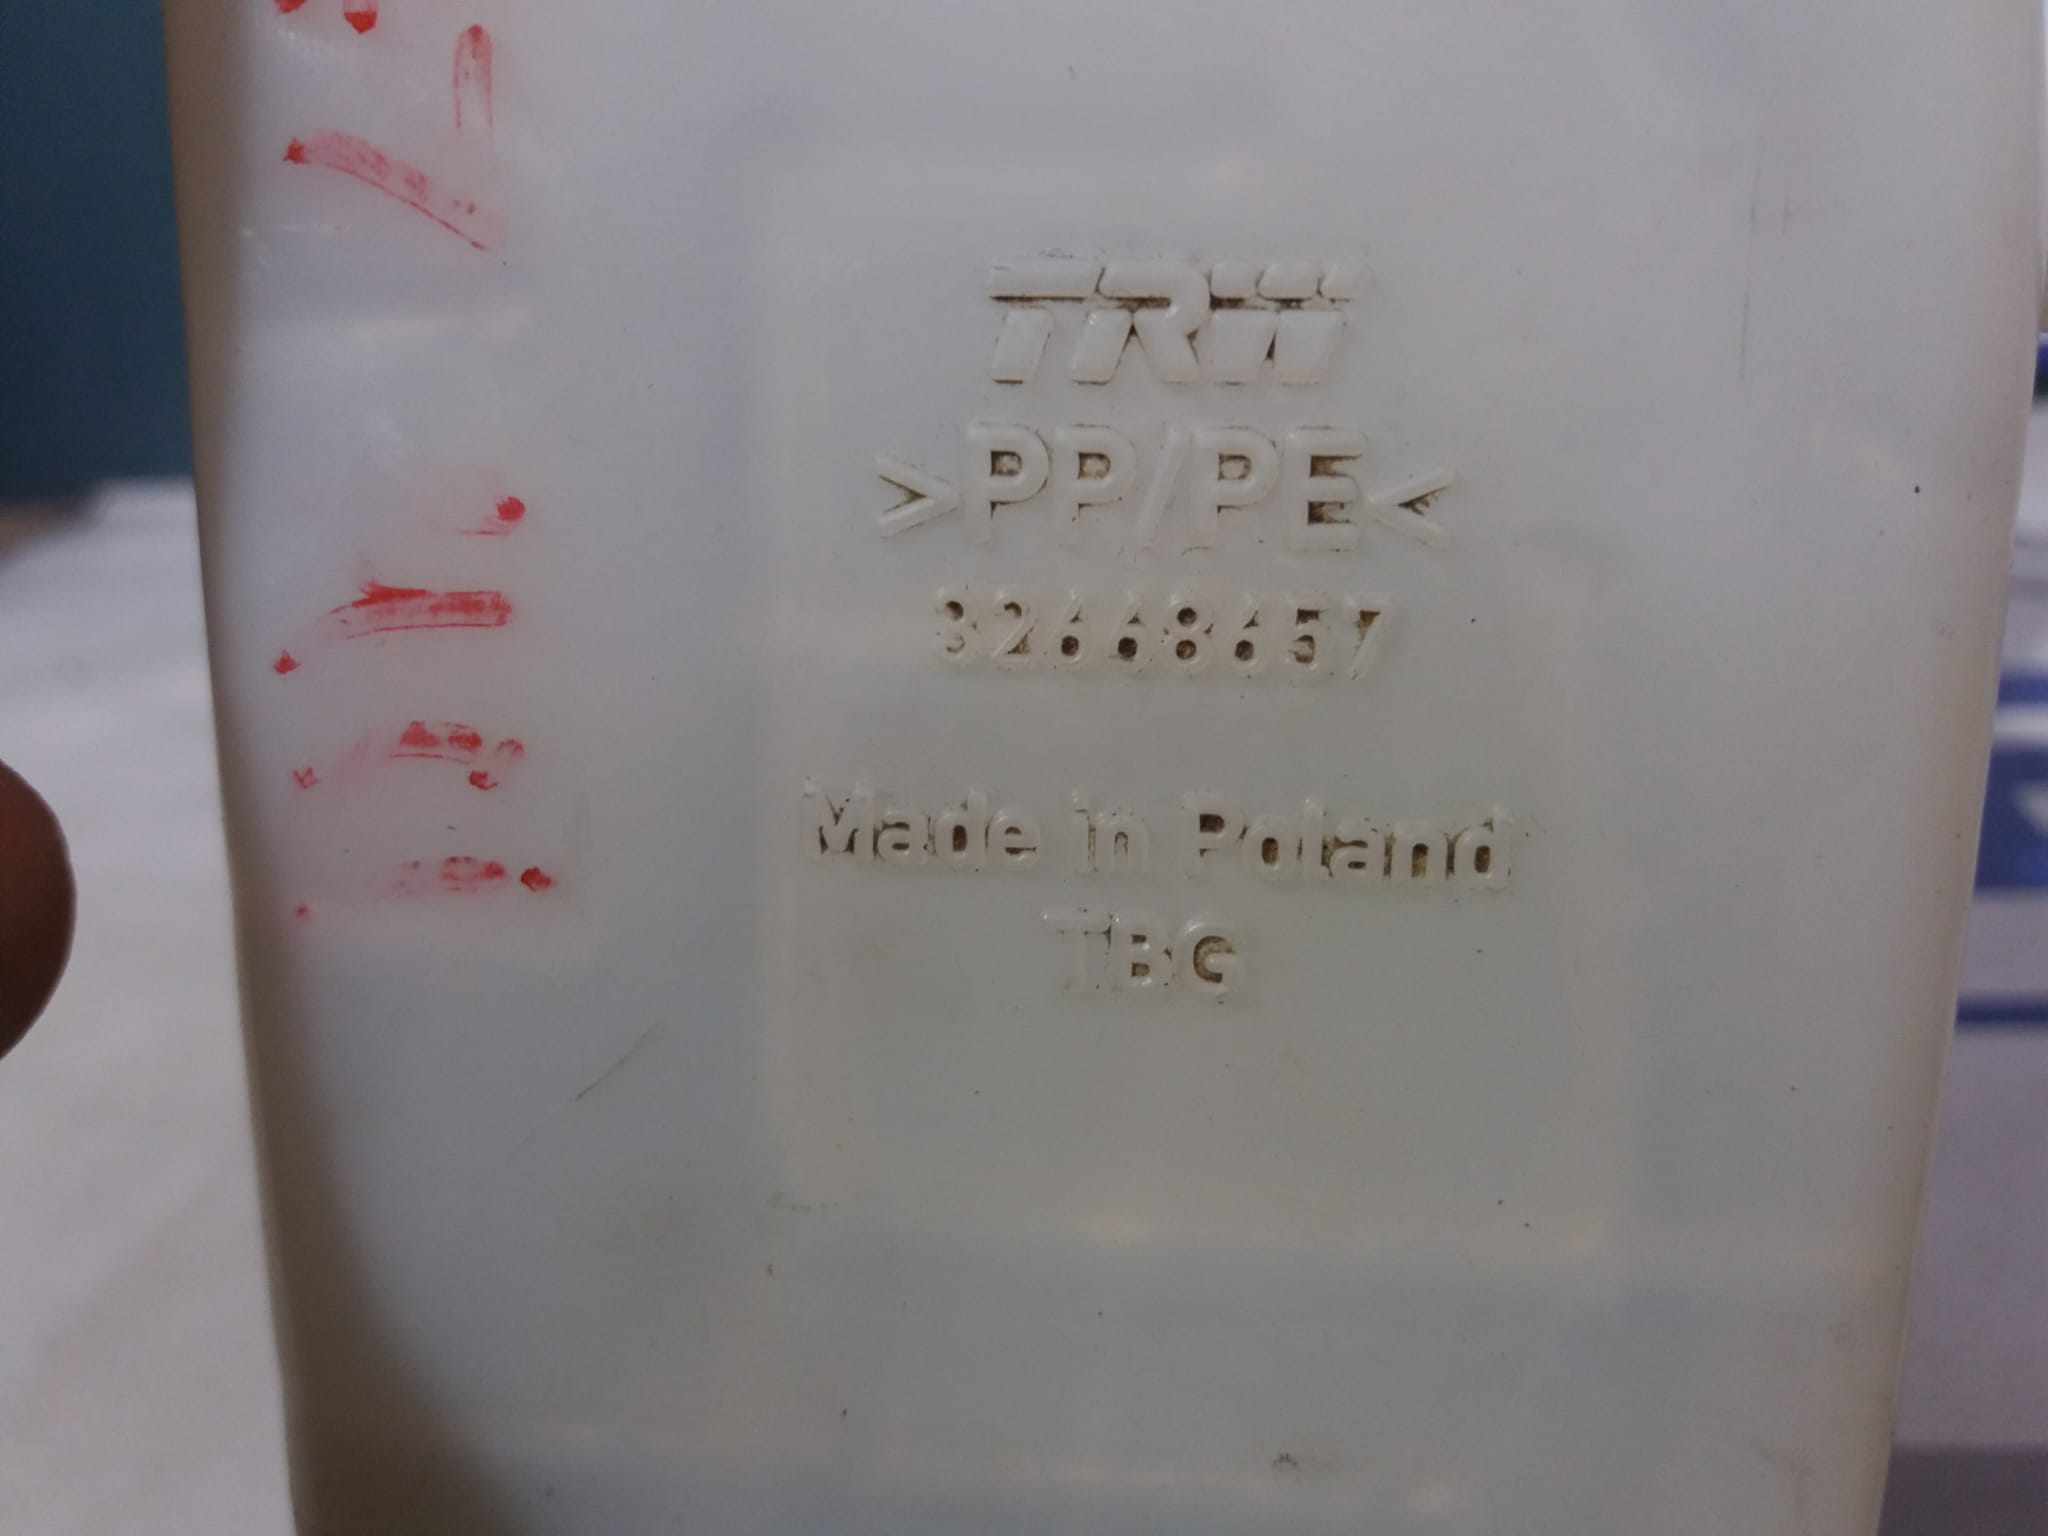 TRW
>PP/PE<
32668657
Made in Poland
TBG